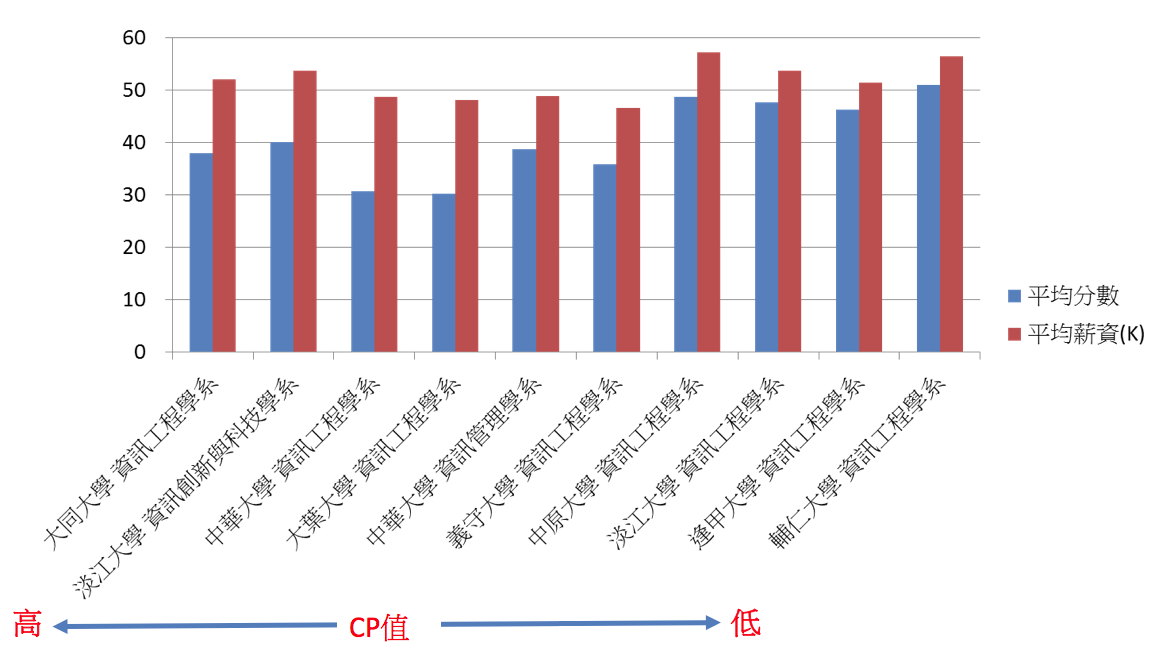 60
50
40
30
20
10
0
平均分數
平均薪資(K)
大同大學 資訊工程學系
淡江大學 資訊創新與科技學系
中華大學 資訊工程學系
大葉大學 資訊工程學系
中華大學 資訊管理學系
義守大學 資訊工程學系
中原大學 資訊工程學系
淡江大學 資訊工程學系
逢甲大學 資訊工程學系
輔仁大學 資訊工程學系
高 CP值 低